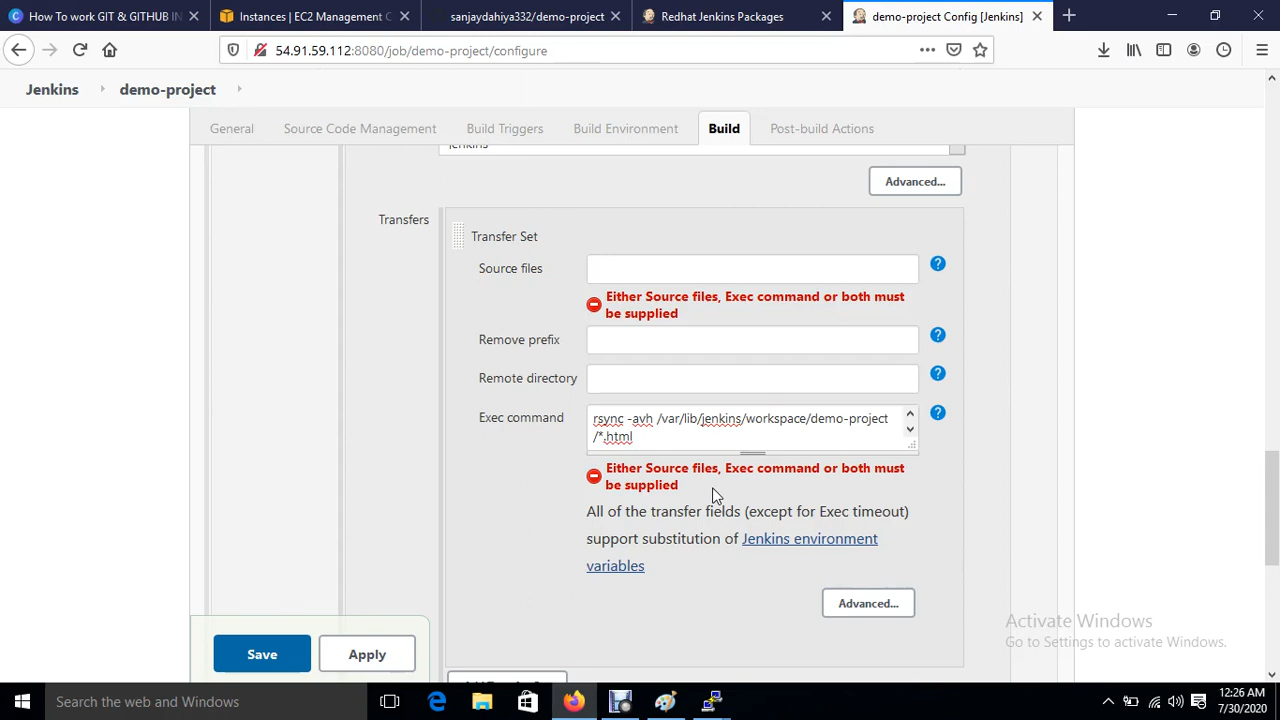 How To work GIT & GITHUB IN
Instances | EC2 Management C
sanjaydahiya332/demo-project
Redhat Jenkins Packages
demo-project Config [Jenkins]
54.91.59.112:8080/job/demo-project/configure
Jenkins
demo-project
General
Source Code Management
Build Triggers
Build Environment
Build
Post-build Actions
Jenkins
Advanced...
Transfers
Transfer Set
Source files
Either Source files, Exec command or both must
be supplied
Remove prefix
Remote directory
Exec command
rsync -avh /var/lib/jenkins/workspace/demo-project
/*.html
Either Source files, Exec command or both must
be supplied
All of the transfer fields (except for Exec timeout)
support substitution of Jenkins environment
variables
Advanced...
Save
Apply
Activate Windows
Go to Settings to activate Windows.
Search the web and Windows
12:26 AM
7/30/2020